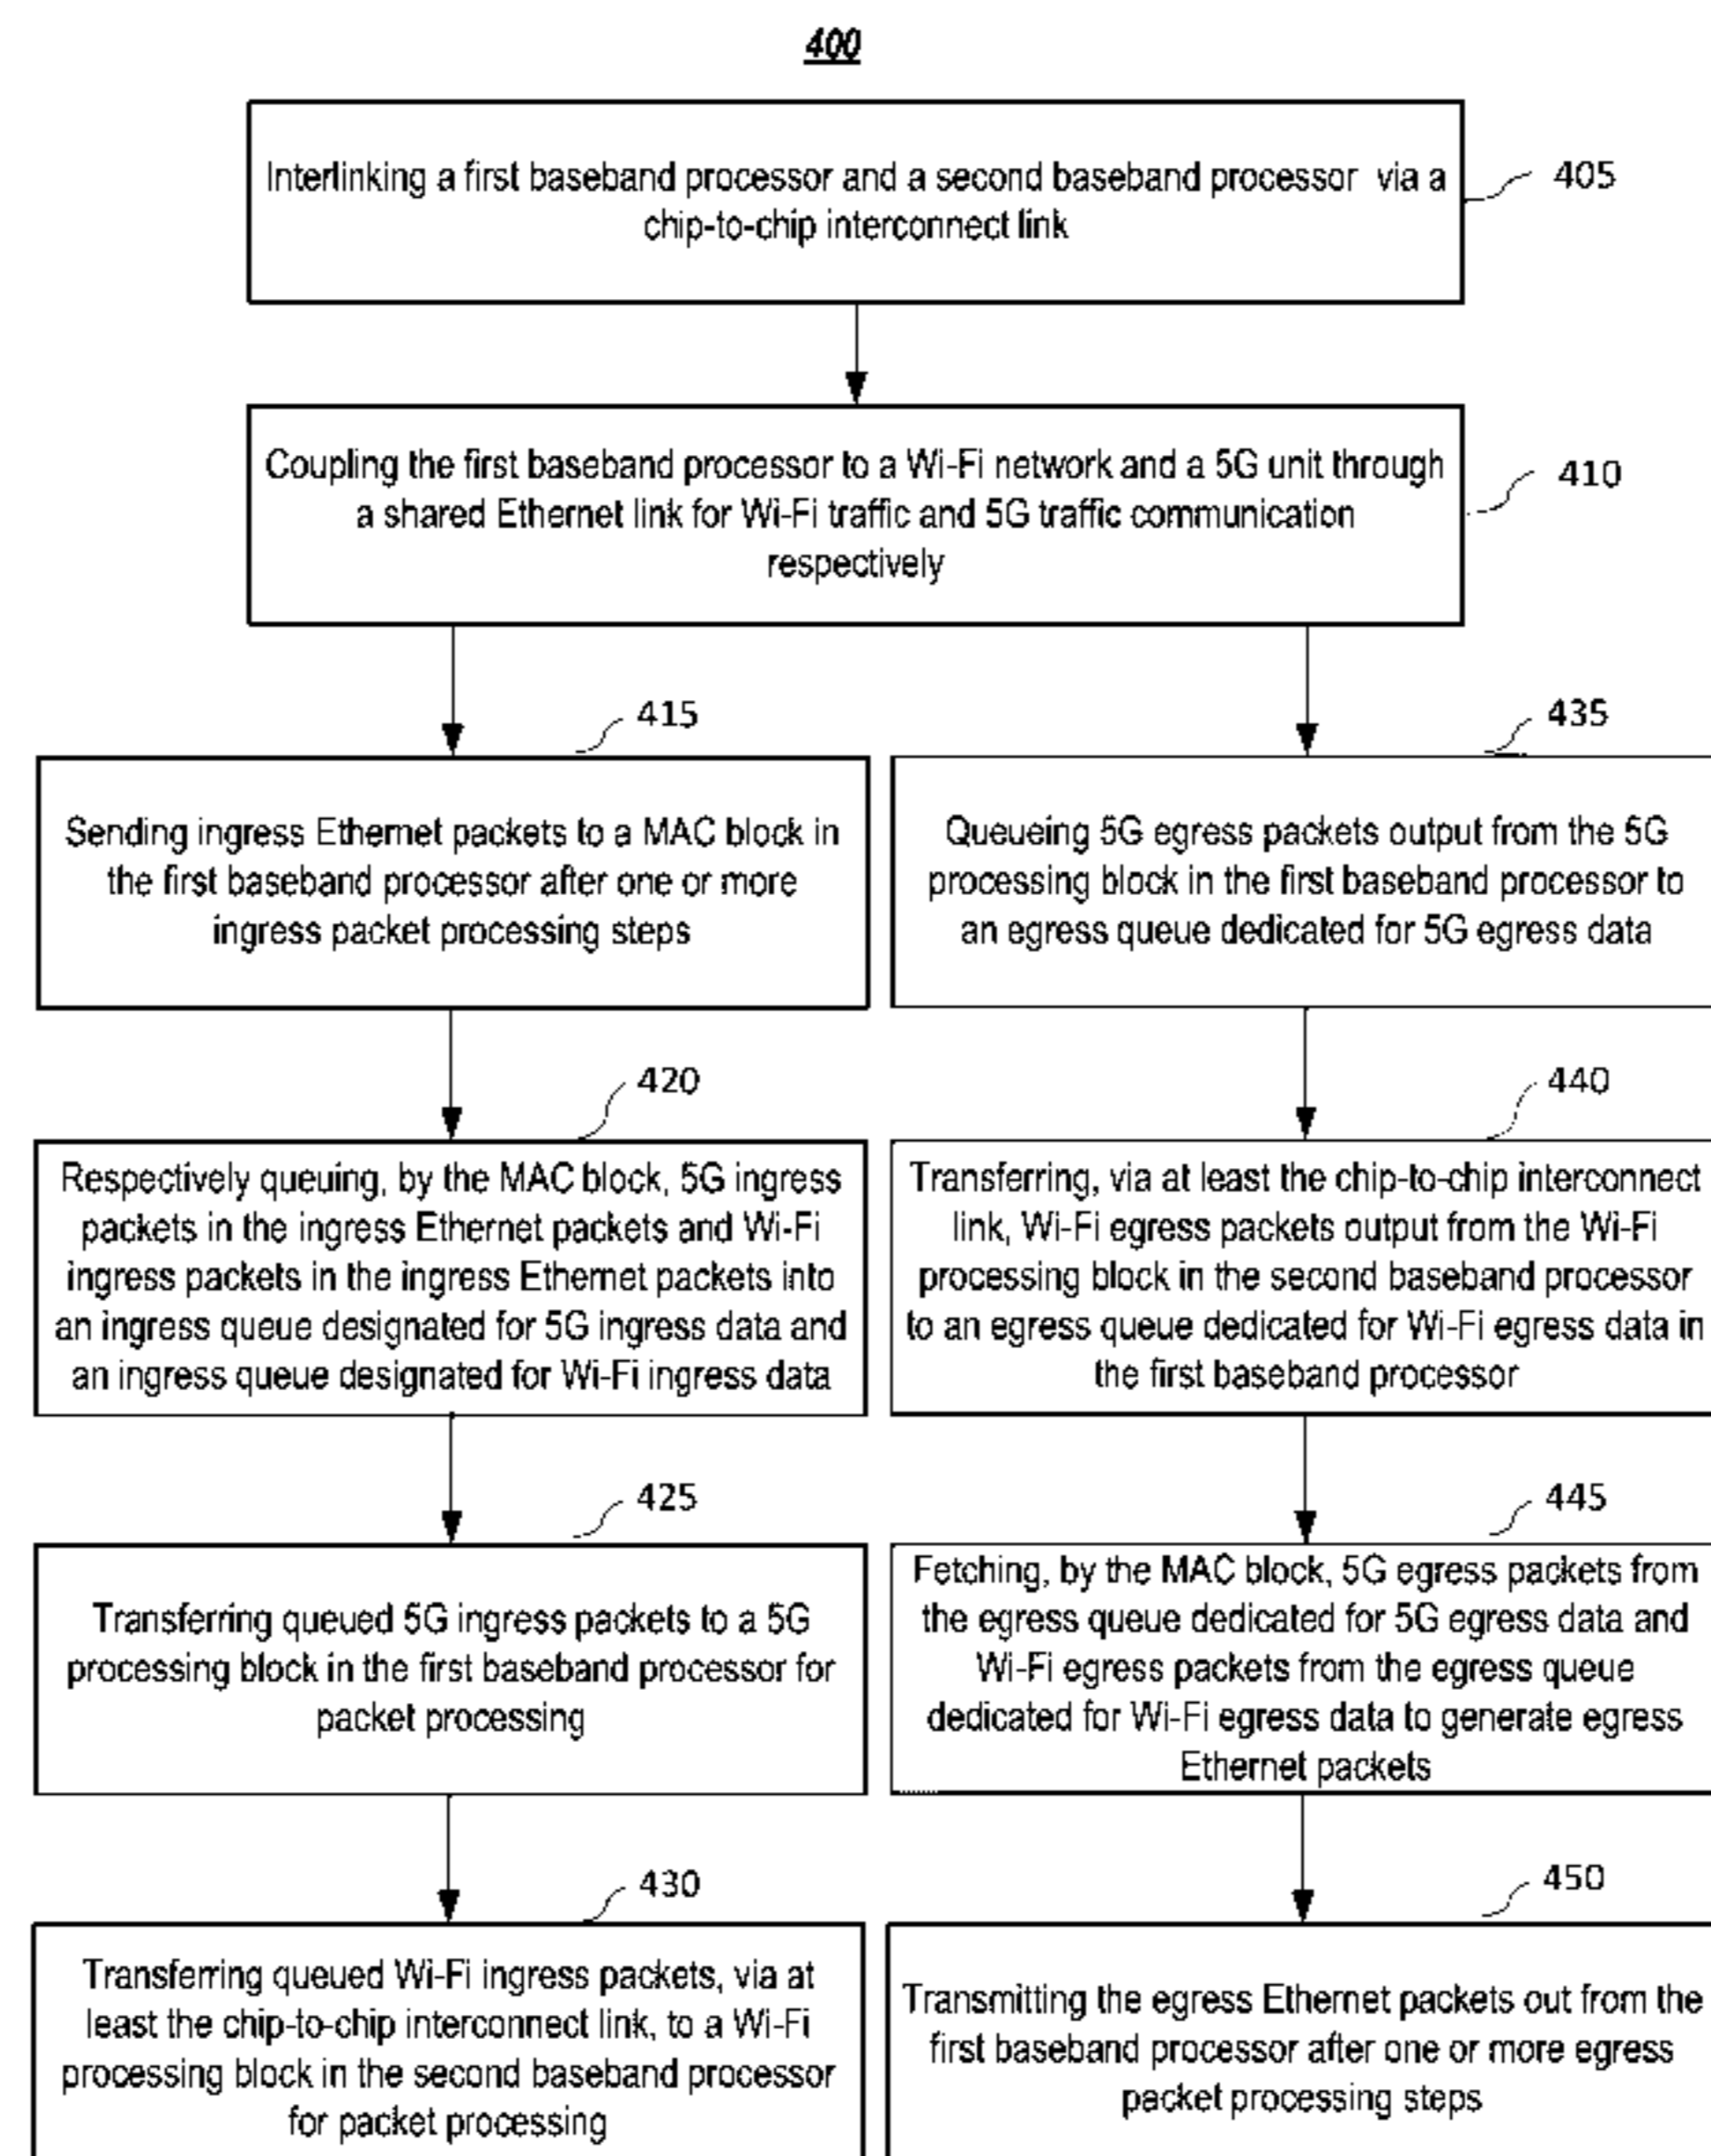 400
Interlinking a first baseband processor and a second baseband processor via a
chip-to-chip interconnect link
405
Coupling the first baseband processor to a Wi-Fi network and a 5G unit through
a shared Ethernet link for Wi-Fi traffic and 5G traffic communication
respectively
410
415
Sending ingress Ethernet packets to a MAC block in
the first baseband processor after one or more
ingress packet processing steps
420
Respectively queuing, by the MAC block, 5G ingress
packets in the ingress Ethernet packets and Wi-Fi
ingress packets in the ingress Ethernet packets into
an ingress queue designated for 5G ingress data and
an ingress queue designated for Wi-Fi ingress data
425
Transferring queued 5G ingress packets to a 5G
processing block in the first baseband processor for
packet processing
430
Transferring queued Wi-Fi ingress packets, via at
least the chip-to-chip interconnect link, to a Wi-Fi
processing block in the second baseband processor
for packet processing
435
Queueing 5G egress packets output from the 5G
processing block in the first baseband processor to
an egress queue dedicated for 5G egress data
440
Transferring, via at least the chip-to-chip interconnect
link, Wi-Fi egress packets output from the Wi-Fi
processing block in the second baseband processor
to an egress queue dedicated for Wi-Fi egress data in
the first baseband processor
445
Fetching, by the MAC block, 5G egress packets from
the egress queue dedicated for 5G egress data and
Wi-Fi egress packets from the egress queue
dedicated for Wi-Fi egress data to generate egress
Ethernet packets
450
Transmitting the egress Ethernet packets out from the
first baseband processor after one or more egress
packet processing steps